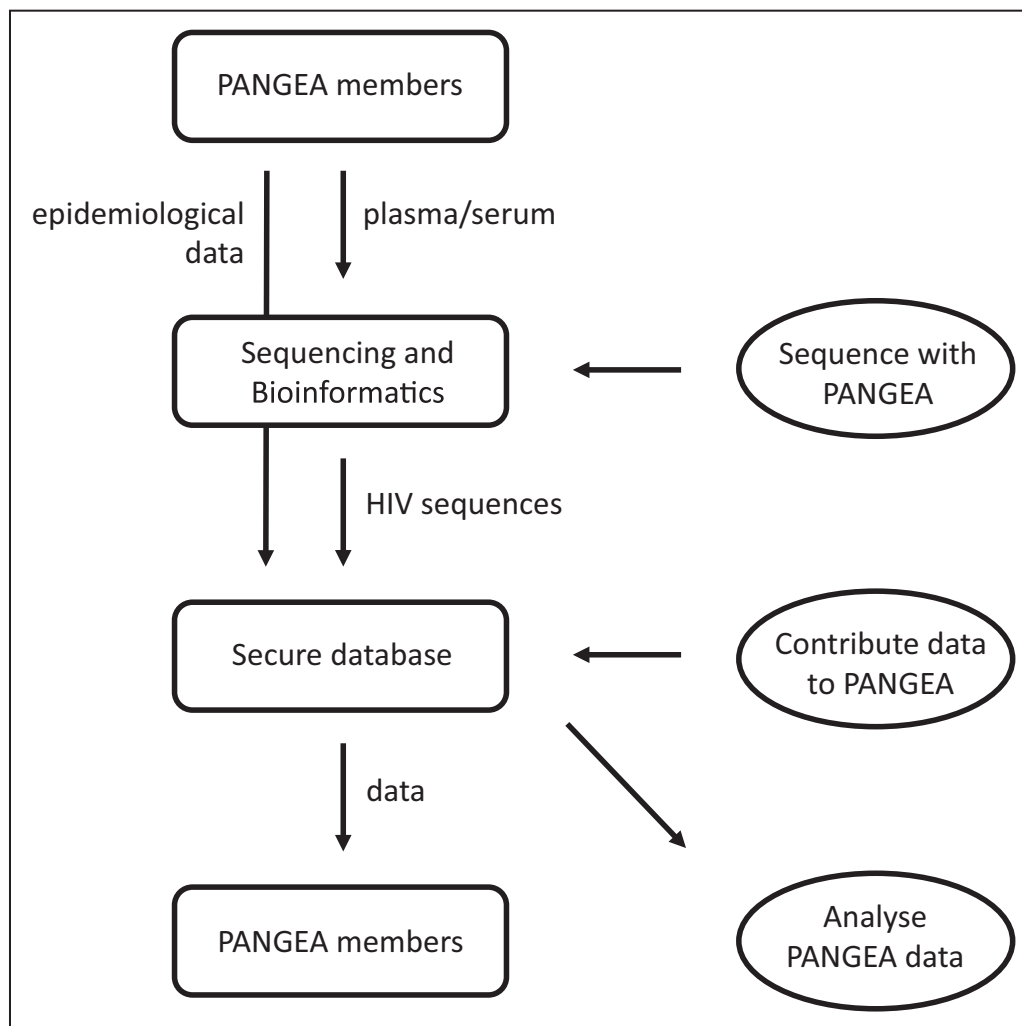 PANGEA members
epidemiological
data
plasma/serum
Sequencing and
Bioinformatics
Sequence with
PANGEA
HIV sequences
Secure database
Contribute data
to PANGEA
data
PANGEA members
Analyse
PANGEA data